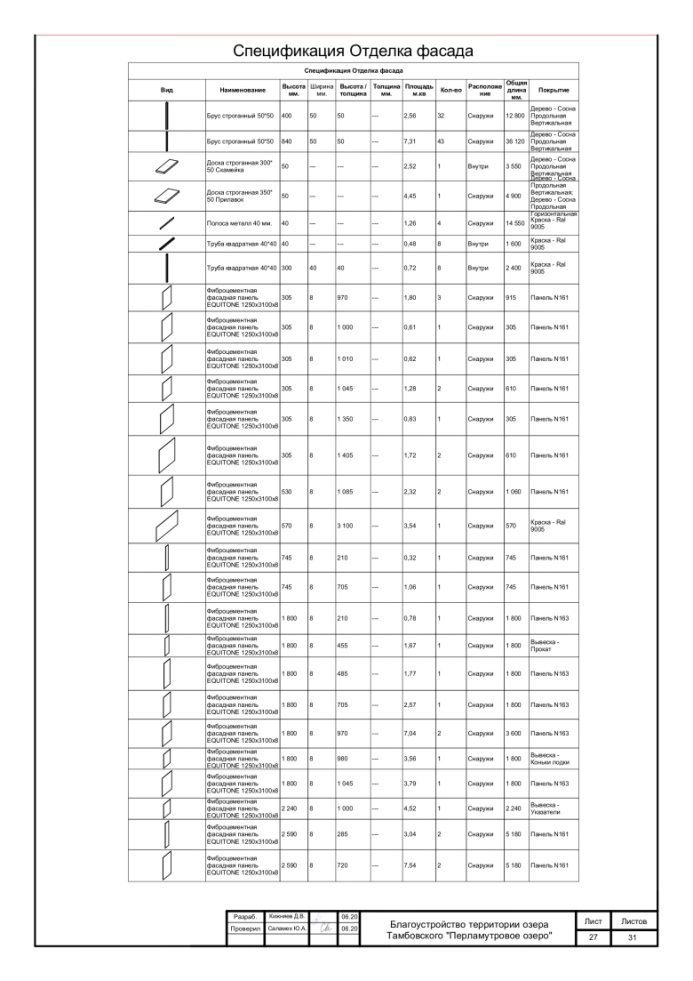 Спецификация Отделка фасада
Спецификация Отделка фасада
Вид Наименование Высота мм. Ширина мм. Высота / толщина Толщина мм. Площадь м.кв Кол-во Расположе ние Общая длина мм. Покрытие
Брус строганный 50*50 400 50 50 --- 2,56 32 Снаружи 12 800 Дерево - Сосна Продольная Вертикальная
Брус строганный 50*50 840 50 50 --- 7,31 43 Снаружи 36 120 Дерево - Сосна Продольная Вертикальная
Доска строганная 300* 50 Скамейка 50 --- --- --- 2,52 1 Внутри 3 550 Дерево - Сосна Продольная Вертикальная
Доска строганная 350* 50 Прилавок 50 --- --- --- 4,45 1 Снаружи 4 900 Дерево - Сосна Продольная Вертикальная; Дерево - Сосна Продольная Горизонтальная
Полоса металл 40 мм. 40 --- --- --- 1,26 4 Снаружи 14 550 Краска - Ral 9005
Труба квадратная 40*40 40 --- --- --- 0,48 8 Внутри 1 600 Краска - Ral 9005
Труба квадратная 40*40 300 40 40 --- 0,72 8 Внутри 2 400 Краска - Ral 9005
Фиброцементная фасадная панель EQUITONE 1250x3100x8 305 8 970 --- 1,80 3 Снаружи 915 Панель N161
Фиброцементная фасадная панель EQUITONE 1250x3100x8 305 8 1 000 --- 0,61 1 Снаружи 305 Панель N161
Фиброцементная фасадная панель EQUITONE 1250x3100x8 305 8 1 010 --- 0,62 1 Снаружи 305 Панель N161
Фиброцементная фасадная панель EQUITONE 1250x3100x8 305 8 1 045 --- 1,28 2 Снаружи 610 Панель N161
Фиброцементная фасадная панель EQUITONE 1250x3100x8 305 8 1 350 --- 0,83 1 Снаружи 305 Панель N161
Фиброцементная фасадная панель EQUITONE 1250x3100x8 305 8 1 405 --- 1,72 2 Снаружи 610 Панель N161
Фиброцементная фасадная панель EQUITONE 1250x3100x8 530 8 1 085 --- 2,32 2 Снаружи 1 060 Панель N161
Фиброцементная фасадная панель EQUITONE 1250x3100x8 570 8 3 100 --- 3,54 1 Снаружи 570 Краска - Ral 9005
Фиброцементная фасадная панель EQUITONE 1250x3100x8 745 8 210 --- 0,32 1 Снаружи 745 Панель N161
Фиброцементная фасадная панель EQUITONE 1250x3100x8 745 8 705 --- 1,06 1 Снаружи 745 Панель N161
Фиброцементная фасадная панель EQUITONE 1250x3100x8 1 800 8 210 --- 0,78 1 Снаружи 1 800 Панель N163
Фиброцементная фасадная панель EQUITONE 1250x3100x8 1 800 8 455 --- 1,67 1 Снаружи 1 800 Вывеска - Прокат
Фиброцементная фасадная панель EQUITONE 1250x3100x8 1 800 8 485 --- 1,77 1 Снаружи 1 800 Панель N163
Фиброцементная фасадная панель EQUITONE 1250x3100x8 1 800 8 705 --- 2,57 1 Снаружи 1 800 Панель N163
Фиброцементная фасадная панель EQUITONE 1250x3100x8 1 800 8 970 --- 7,04 2 Снаружи 3 600 Панель N163
Фиброцементная фасадная панель EQUITONE 1250x3100x8 1 800 8 980 --- 3,56 1 Снаружи 1 800 Вывеска - Коньки лодки
Фиброцементная фасадная панель EQUITONE 1250x3100x8 1 800 8 1 045 --- 3,79 1 Снаружи 1 800 Панель N163
Фиброцементная фасадная панель EQUITONE 1250x3100x8 2 240 8 1 000 --- 4,52 1 Снаружи 2 240 Вывеска - Указатели
Фиброцементная фасадная панель EQUITONE 1250x3100x8 2 590 8 285 --- 3,04 2 Снаружи 5 180 Панель N161
Фиброцементная фасадная панель EQUITONE 1250x3100x8 2 590 8 720 --- 7,54 2 Снаружи 5 180 Панель N161
Разраб. Д.В. 06.20
Проверил Ю.А. 06.20
Благоустройство территории озера
Тамбовского "Перламутровое озеро"
Лист Листов
27 31